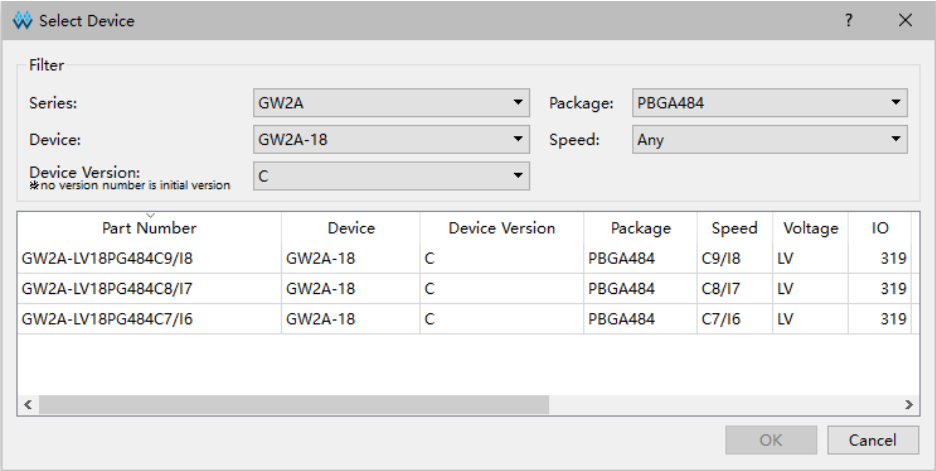 Select Device
?
Filter
Series: GW2A Package: PBGA484
Device: GW2A-18 Speed: Any
Device Version: C
※no version number is initial version
Part Number Device Device Version Package Speed Voltage IO
GW2A-LV18PG484C9/I8 GW2A-18 C PBGA484 C9/I8 LV 319
GW2A-LV18PG484C8/I7 GW2A-18 C PBGA484 C8/I7 LV 319
GW2A-LV18PG484C7/I6 GW2A-18 C PBGA484 C7/I6 LV 319
OK Cancel